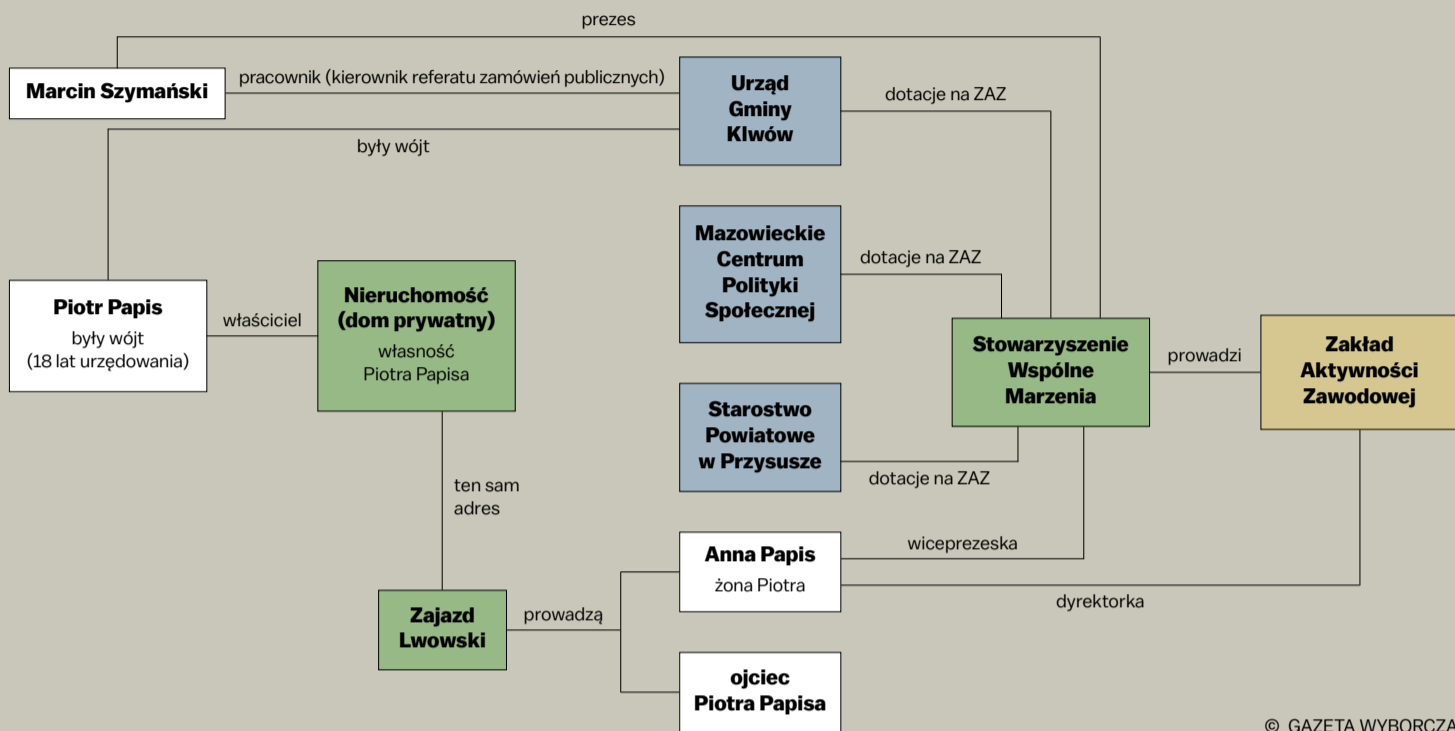 prezes
Marcin Szymański
pracownik (kierownik referatu zamówień publicznych)
Urząd
Gminy
Klwów
dotacje na ZAZ
były wójt
Mazowieckie
Centrum
Polityki
Społecznej
dotacje na ZAZ
Piotr Papis
były wójt
(18 lat urzędowania)
właściciel
Nieruchomość
(dom prywatny)
własność
Piotra Papisa
Stowarzyszenie
Wspólne
Marzenia
prowadzi
Zakład
Aktywności
Zawodowej
Starostwo
Powiatowe
w Przysusze
dotacje na ZAZ
ten sam
adres
Anna Papis
żona Piotra
wiceprezeska
dyrektorka
Zajazd
Lwowski
prowadzą
ojciec
Piotra Papisa
© GAZETA WYBORCZA